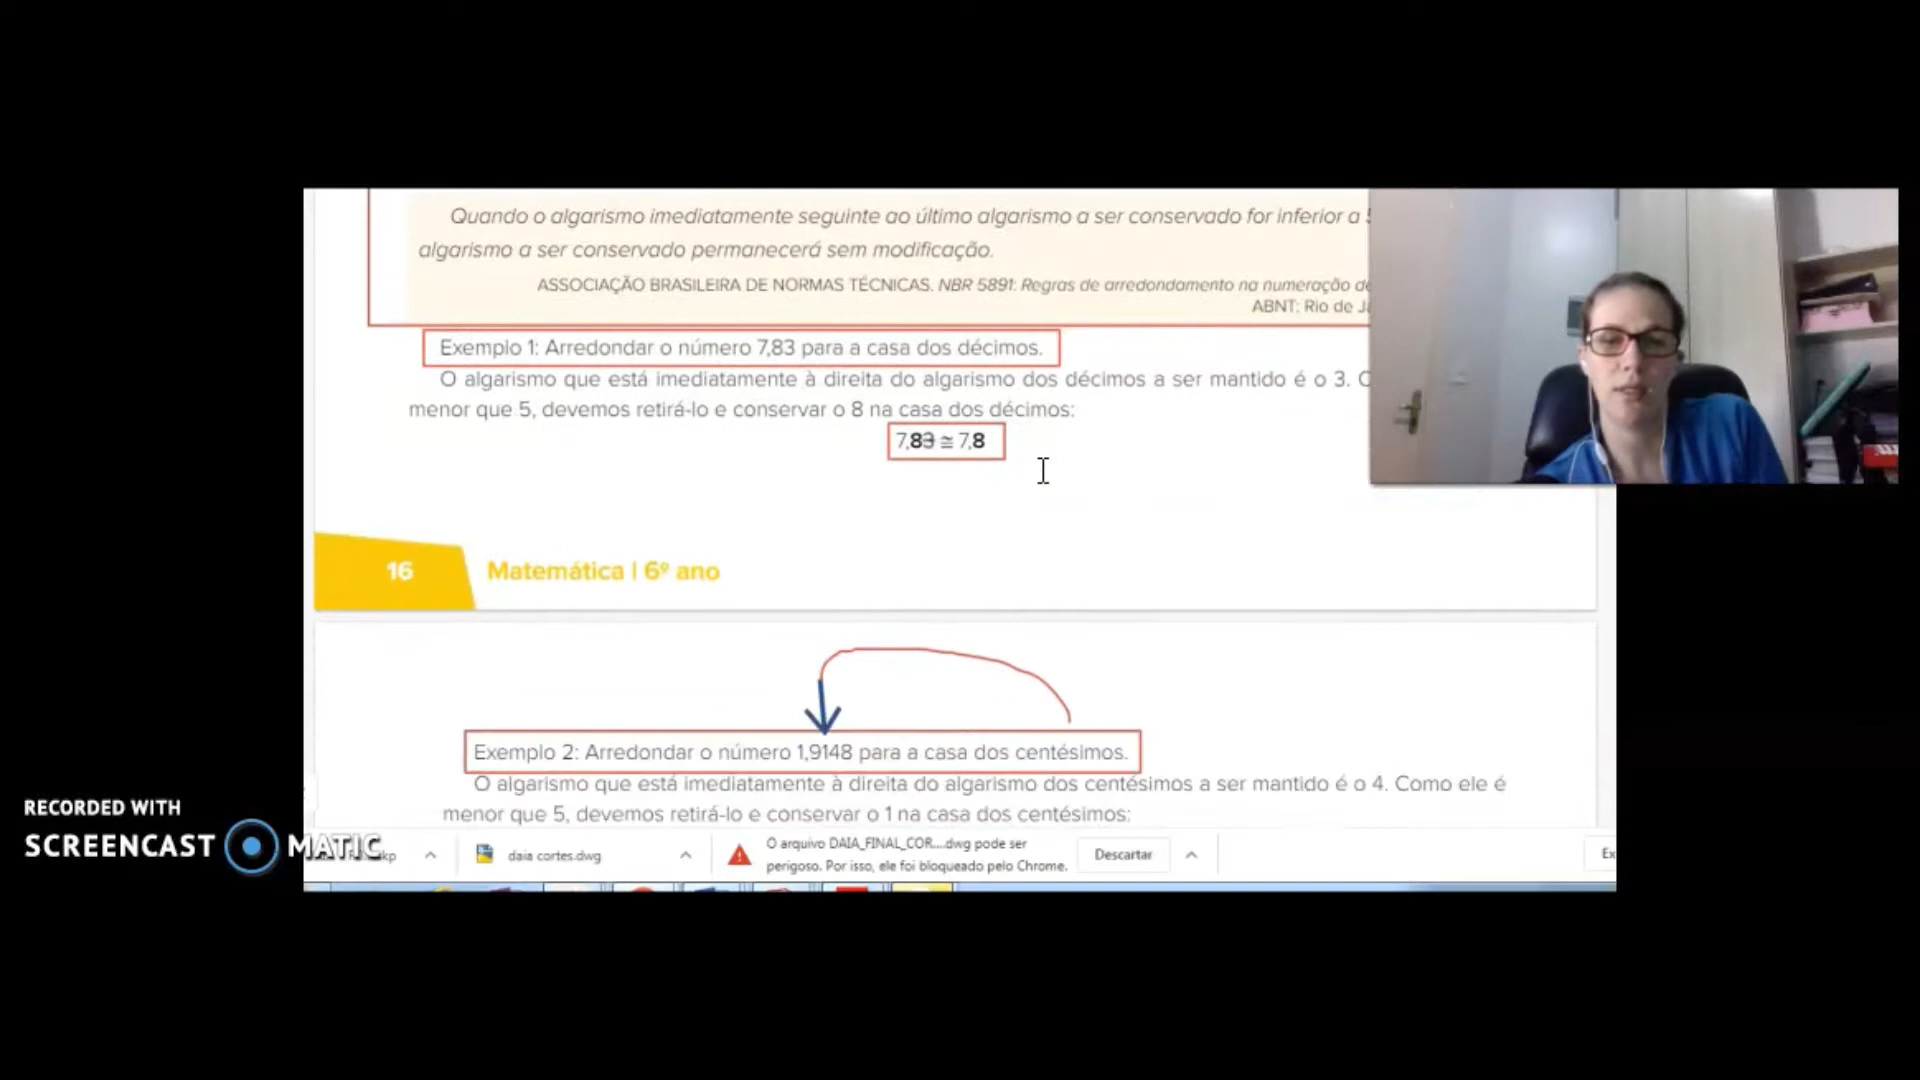 Quando o algarismo imediatamente seguinte ao último algarismo a ser conservado for inferior a
algarismo a ser conservado permanecerá sem modificação.
ASSOCIAÇÃO BRASILEIRA DE NORMAS TÉCNICAS. NBR 5891: Regras de arredondamento na numeração
ABNT: Rio de
Exemplo 1: Arredondar o número 7,83 para a casa dos décimos.
O algarismo que está imediatamente à direita do algarismo dos décimos a ser mantido é o 3.
menor que 5, devemos retirá-lo e conservar o 8 na casa dos décimos:
7,83 ≅ 7,8
16 Matemática | 6º ano
Exemplo 2: Arredondar o número 1,9148 para a casa dos centésimos.
O algarismo que está imediatamente à direita do algarismo dos centésimos a ser mantido é o 4. Como ele é
menor que 5, devemos retirá-lo e conservar o 1 na casa dos centésimos:
RECORDED WITH
SCREENCAST MATIC
daia cortes.dwg
O arquivo DAIA_FINAL_COR....dwg pode ser
perigoso. Por isso, ele foi bloqueado pelo Chrome.
Descartar